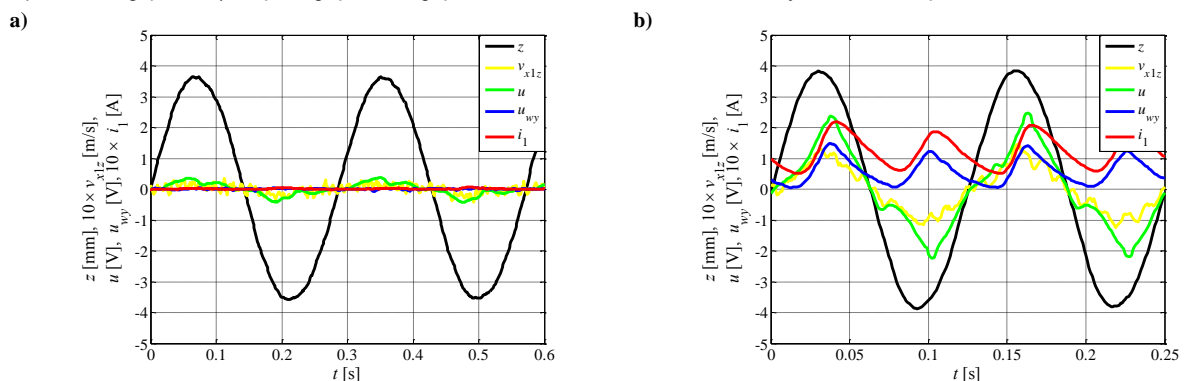 a)
z [mm], 10× v_x1z [m/s],
u [V], u_wy [V], 10× i_1 [A]
5
4
3
2
1
0
-1
-2
-3
-4
-5
0 0.1 0.2 0.3 0.4 0.5 0.6
t [s]
z
v_x1z
u
u_wy
i_1
b)
z [mm], 10× v_x1z [m/s],
u [V], u_wy [V], 10× i_1 [A]
5
4
3
2
1
0
-1
-2
-3
-4
-5
0 0.05 0.1 0.15 0.2 0.25
t [s]
z
v_x1z
u
u_wy
i_1